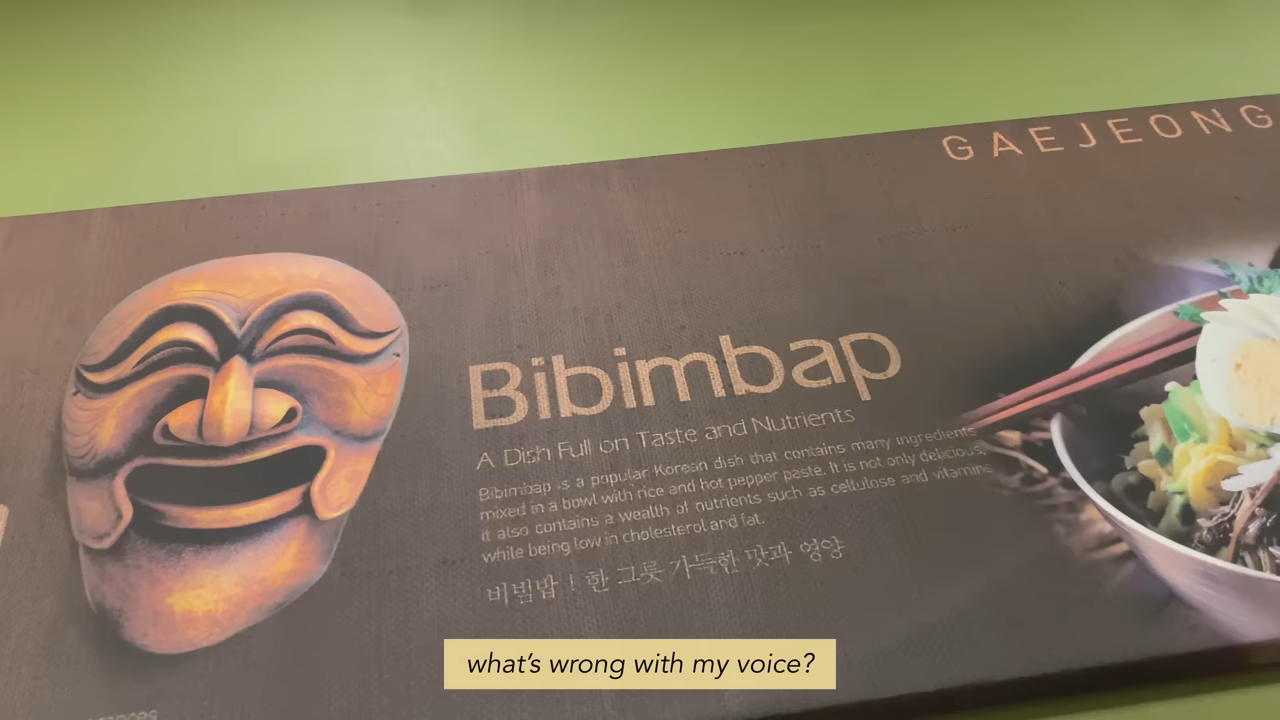 GAEJEONG
Bibimbap
A Dish Full on Taste and Nutrients
Bibimbap is a popular Korean dish that contains many ingredients
mixed in a bowl with rice and hot pepper paste. It is not only delicious,
it also contains a wealth of nutrients such as cellulose and vitamins
while being low in cholesterol and fat.
비빔밥 ! 한 그릇 가득한 맛과 영양
what's wrong with my voice?